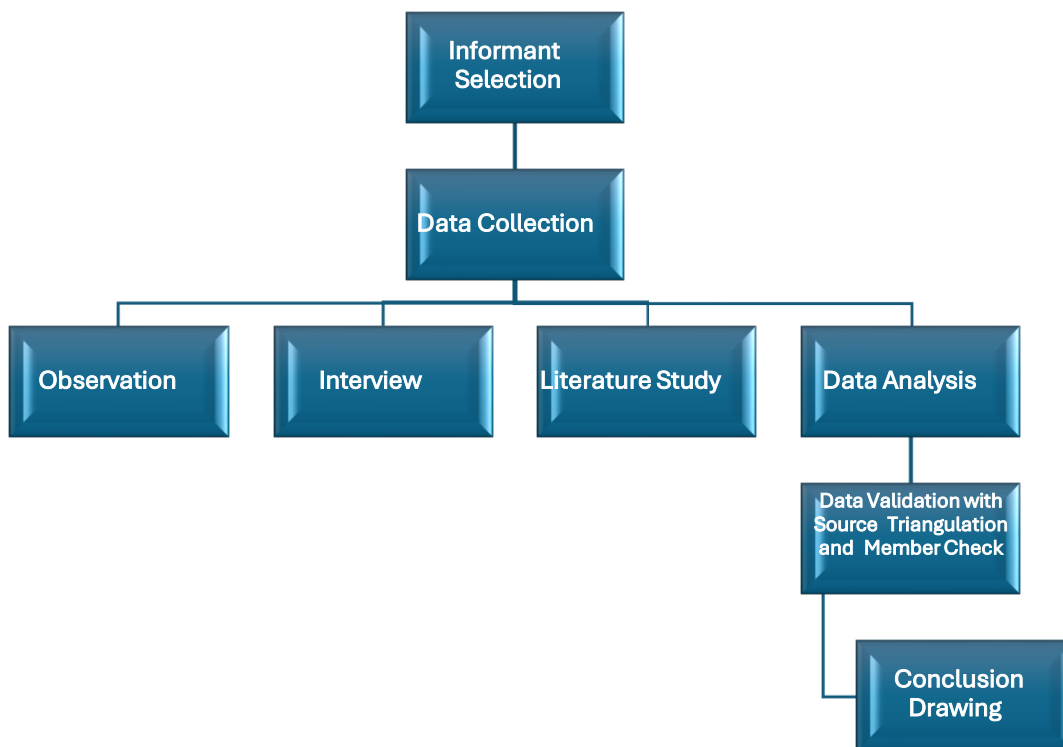 Informant
Selection
Data Collection
Observation
Interview
Literature Study
Data Analysis
Data Validation with
Source Triangulation
and Member Check
Conclusion
Drawing